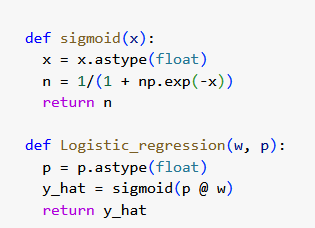 def sigmoid(x):
    x = x.astype(float)
    n = 1/(1 + np.exp(-x))
    return n

def Logistic_regression(w, p):
    p = p.astype(float)
    y_hat = sigmoid(p @ w)
    return y_hat